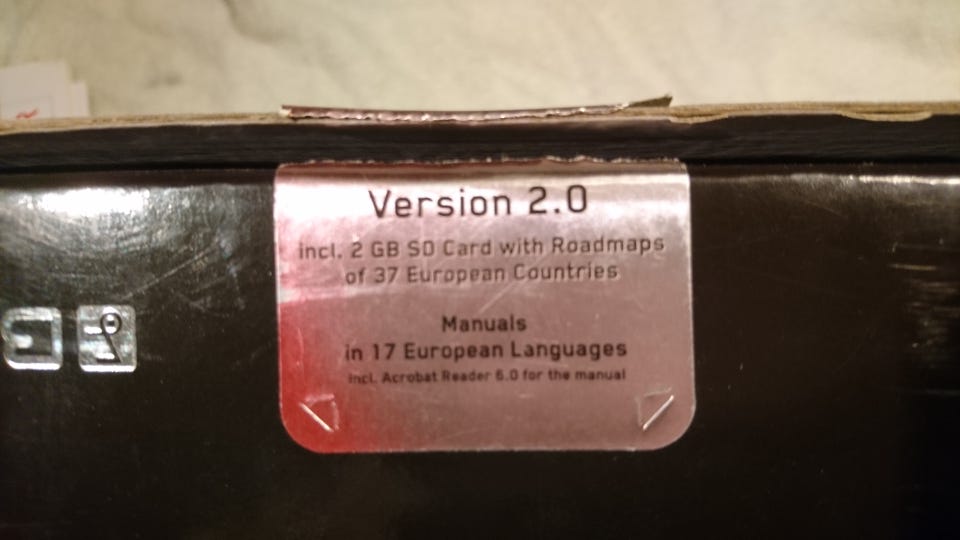 Version 2.0
incl. 2 GB SD Card with Roadmaps
of 37 European Countries
Manuals
in 17 European Languages
incl. Acrobat Reader 6.0 for the manual